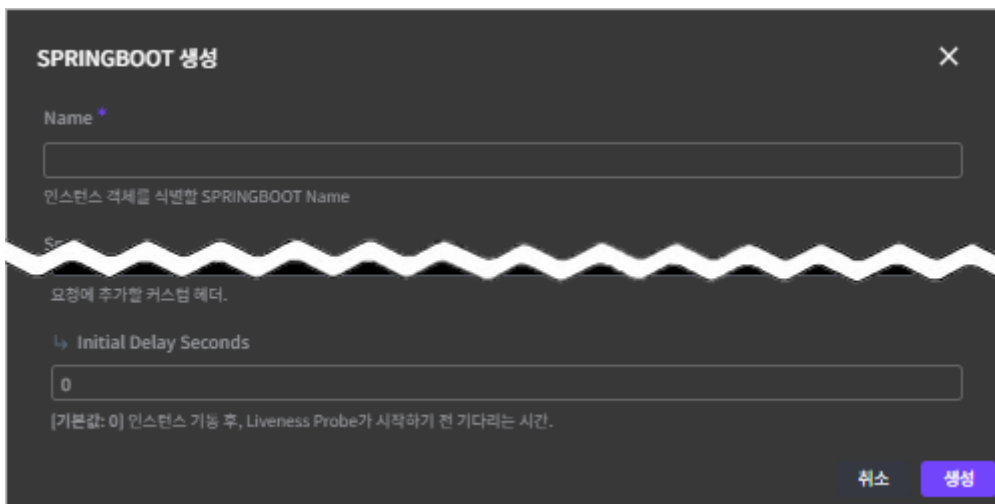 SPRINGBOOT 생성
Name *
인스턴스 객체를 식별할 SPRINGBOOT Name
요청에 추가할 커스텀 헤더.
↳ Initial Delay Seconds
0
[기본값: 0] 인스턴스 기동 후, Liveness Probe가 시작하기 전 기다리는 시간.
취소 생성